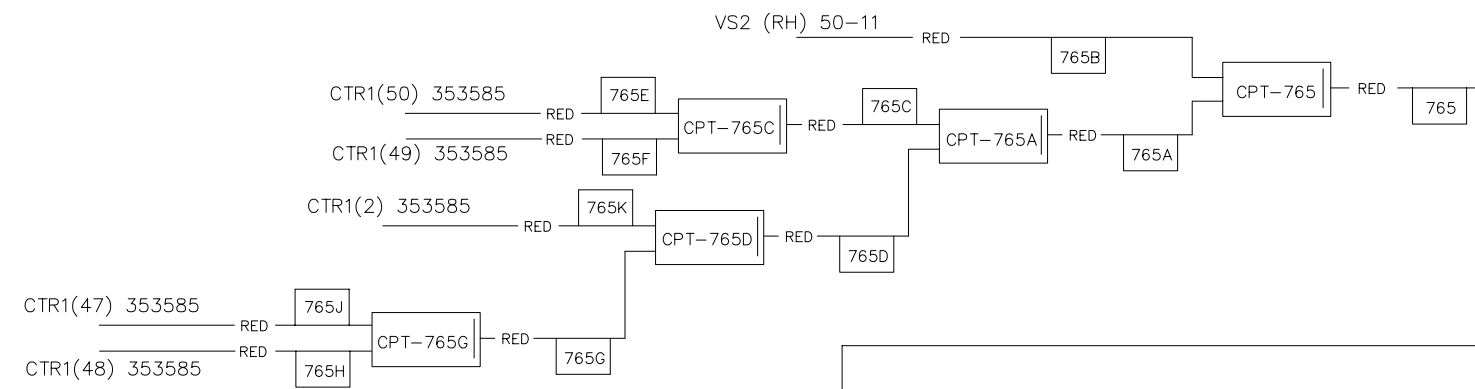 VS2 (RH) 50-11
RED
765B
CPT-765
RED
765
CTR1(50) 353585
RED
765E
CPT-765C
RED
765C
CPT-765A
RED
765A
CTR1(49) 353585
RED
765F
CTR1(2) 353585
RED
765K
CPT-765D
RED
765D
CTR1(47) 353585
RED
765J
CPT-765G
RED
765G
CTR1(48) 353585
RED
765H